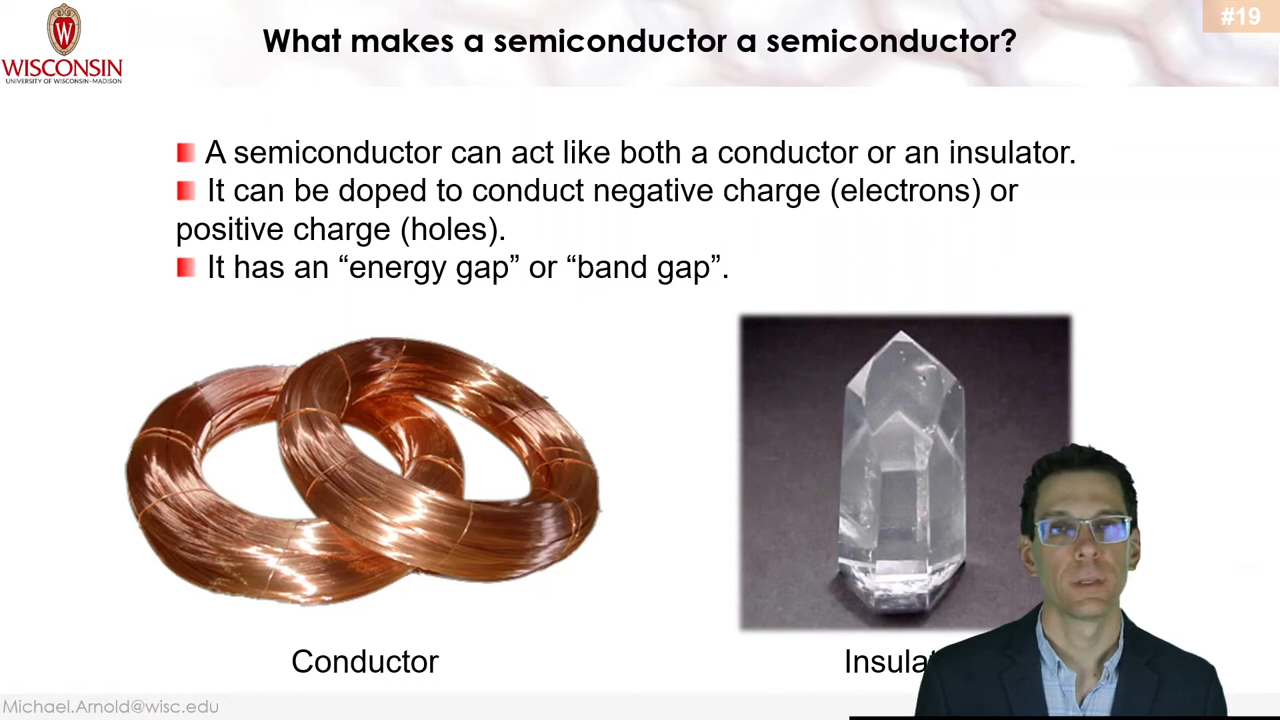 #19
What makes a semiconductor a semiconductor?
W
WISCONSIN
UNIVERSITY OF WISCONSIN-MADISON
A semiconductor can act like both a conductor or an insulator.
It can be doped to conduct negative charge (electrons) or
positive charge (holes).
It has an “energy gap” or “band gap”.
Conductor
Michael.Arnold@wisc.edu